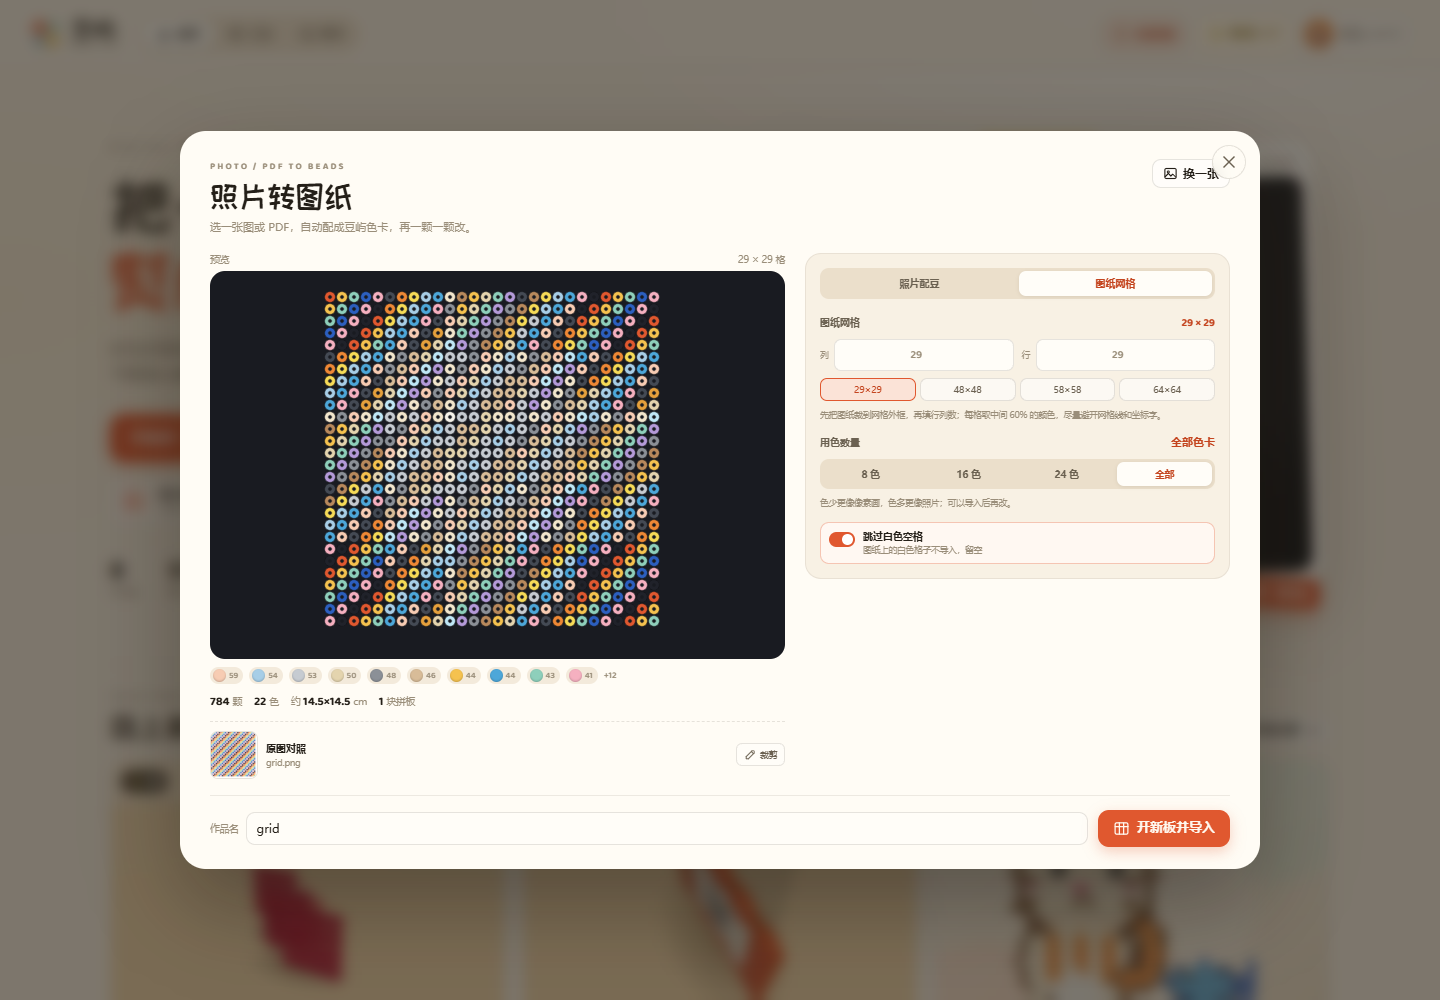 PHOTO / PDF TO BEADS
照片转图纸
选一张图或 PDF，自动配成豆屿色卡，再一颗一颗改。
换一张
预览
29 × 29 格
照片配豆
图纸网格
图纸网格
29 × 29
列
29
行
29
29×29
48×48
58×58
64×64
先把图纸裁到网格外框，再填行列数；每格取中间 60% 的颜色，尽量避开网格线和坐标字。
用色数量
全部色卡
8 色
16 色
24 色
全部
色少更像像素画，色多更像照片；可以导入后再改。
跳过白色空格
图纸上的白色格子不导入，留空
59
54
53
50
48
46
44
44
43
41
+12
784 颗 22 色 约 14.5×14.5 cm 1 块拼板
原图对照
grid.png
裁剪
作品名
grid
开新板并导入